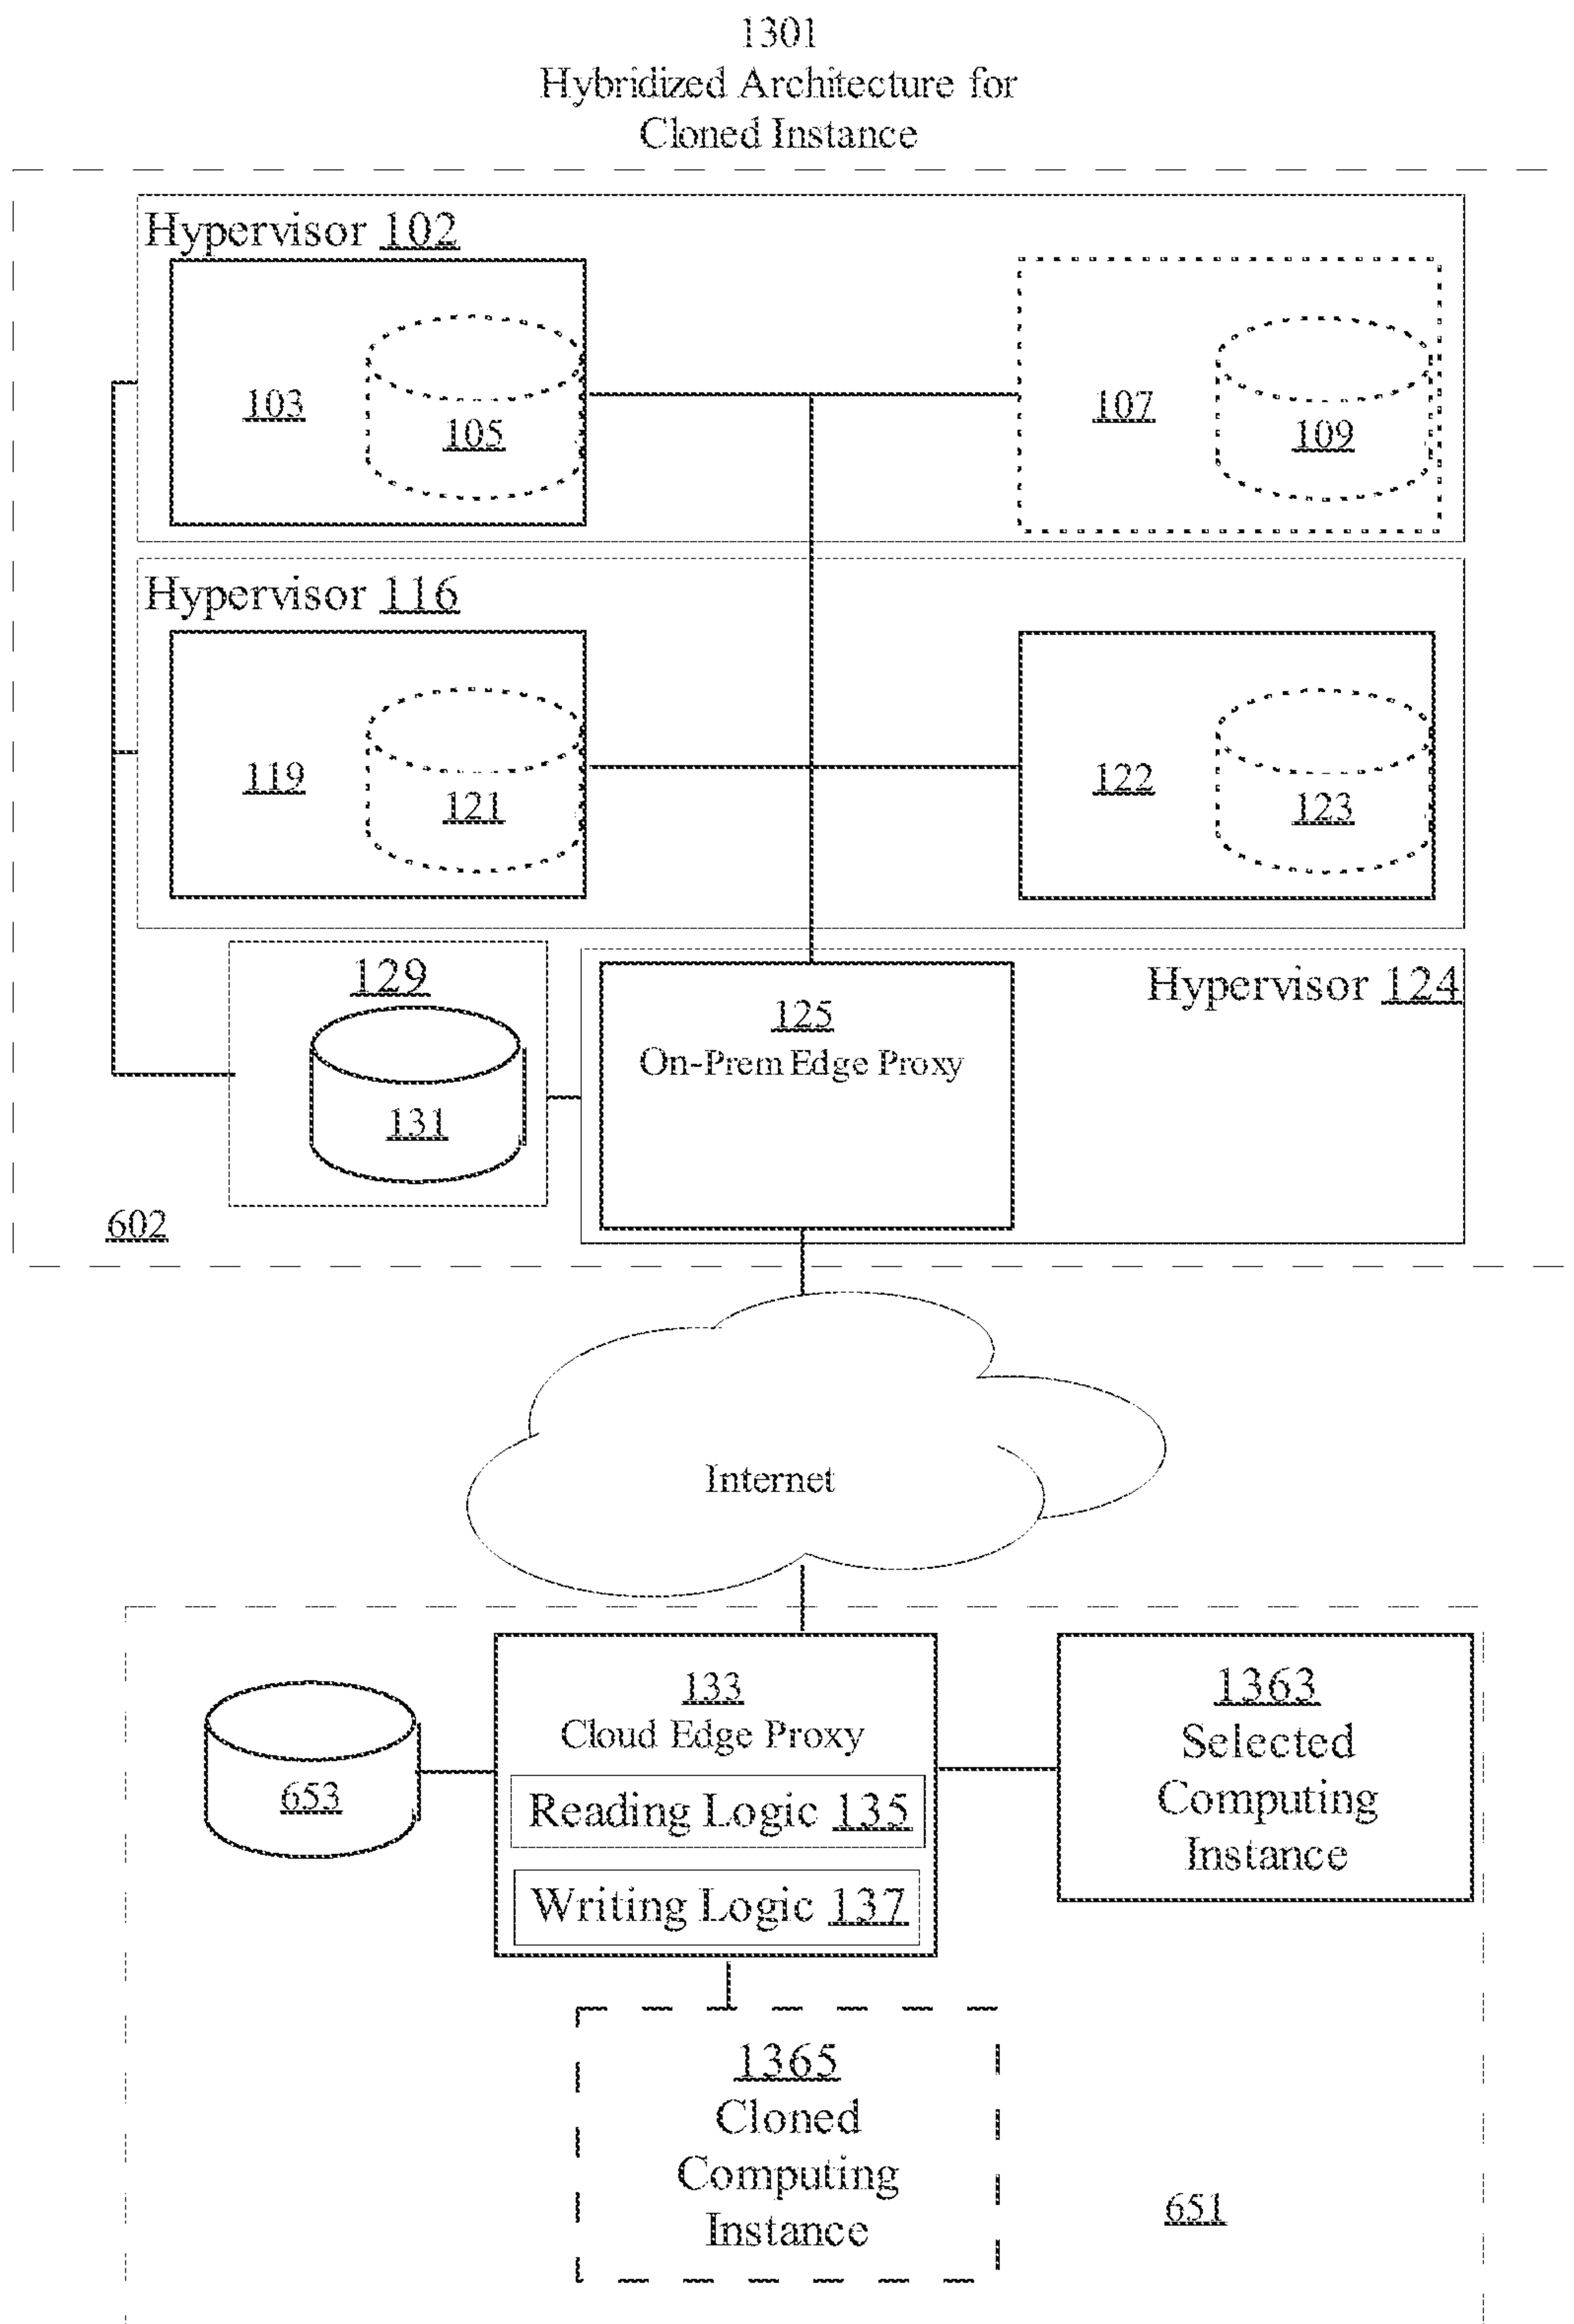 1301
Hybridized Architecture for
Cloned Instance
Hypervisor 102
103
105
107
109
Hypervisor 116
119
121
122
123
129
131
125
On-Prem Edge Proxy
Hypervisor 124
602
Internet
653
133
Cloud Edge Proxy
Reading Logic 135
Writing Logic 137
1363
Selected
Computing
Instance
1365
Cloned
Computing
Instance
651